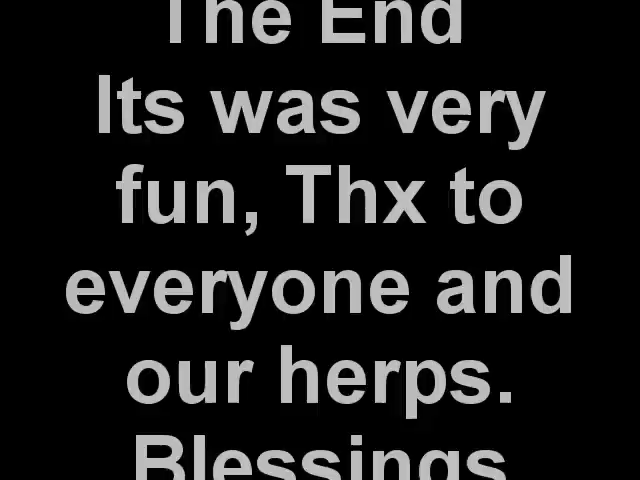 The End
Its was very
fun, Thx to
everyone and
our herps.
Blessings